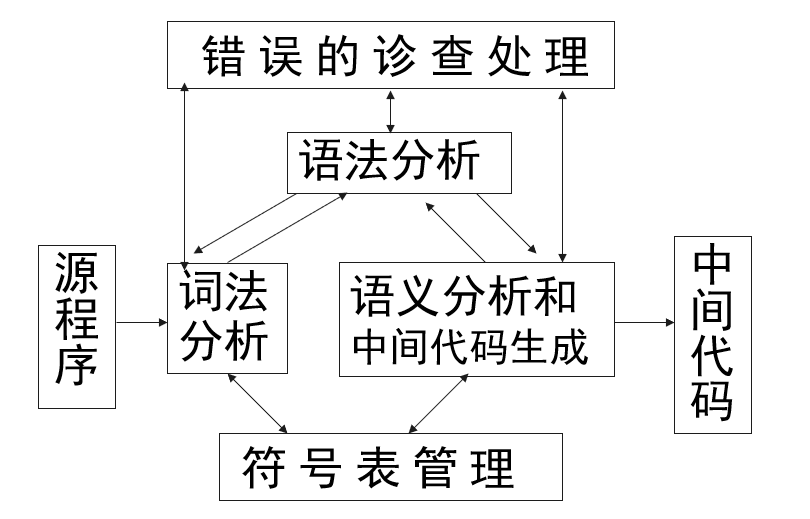 错误的诊查处理
语法分析
源程序
词法
分析
语义分析和
中间代码生成
中间代码
符号表管理